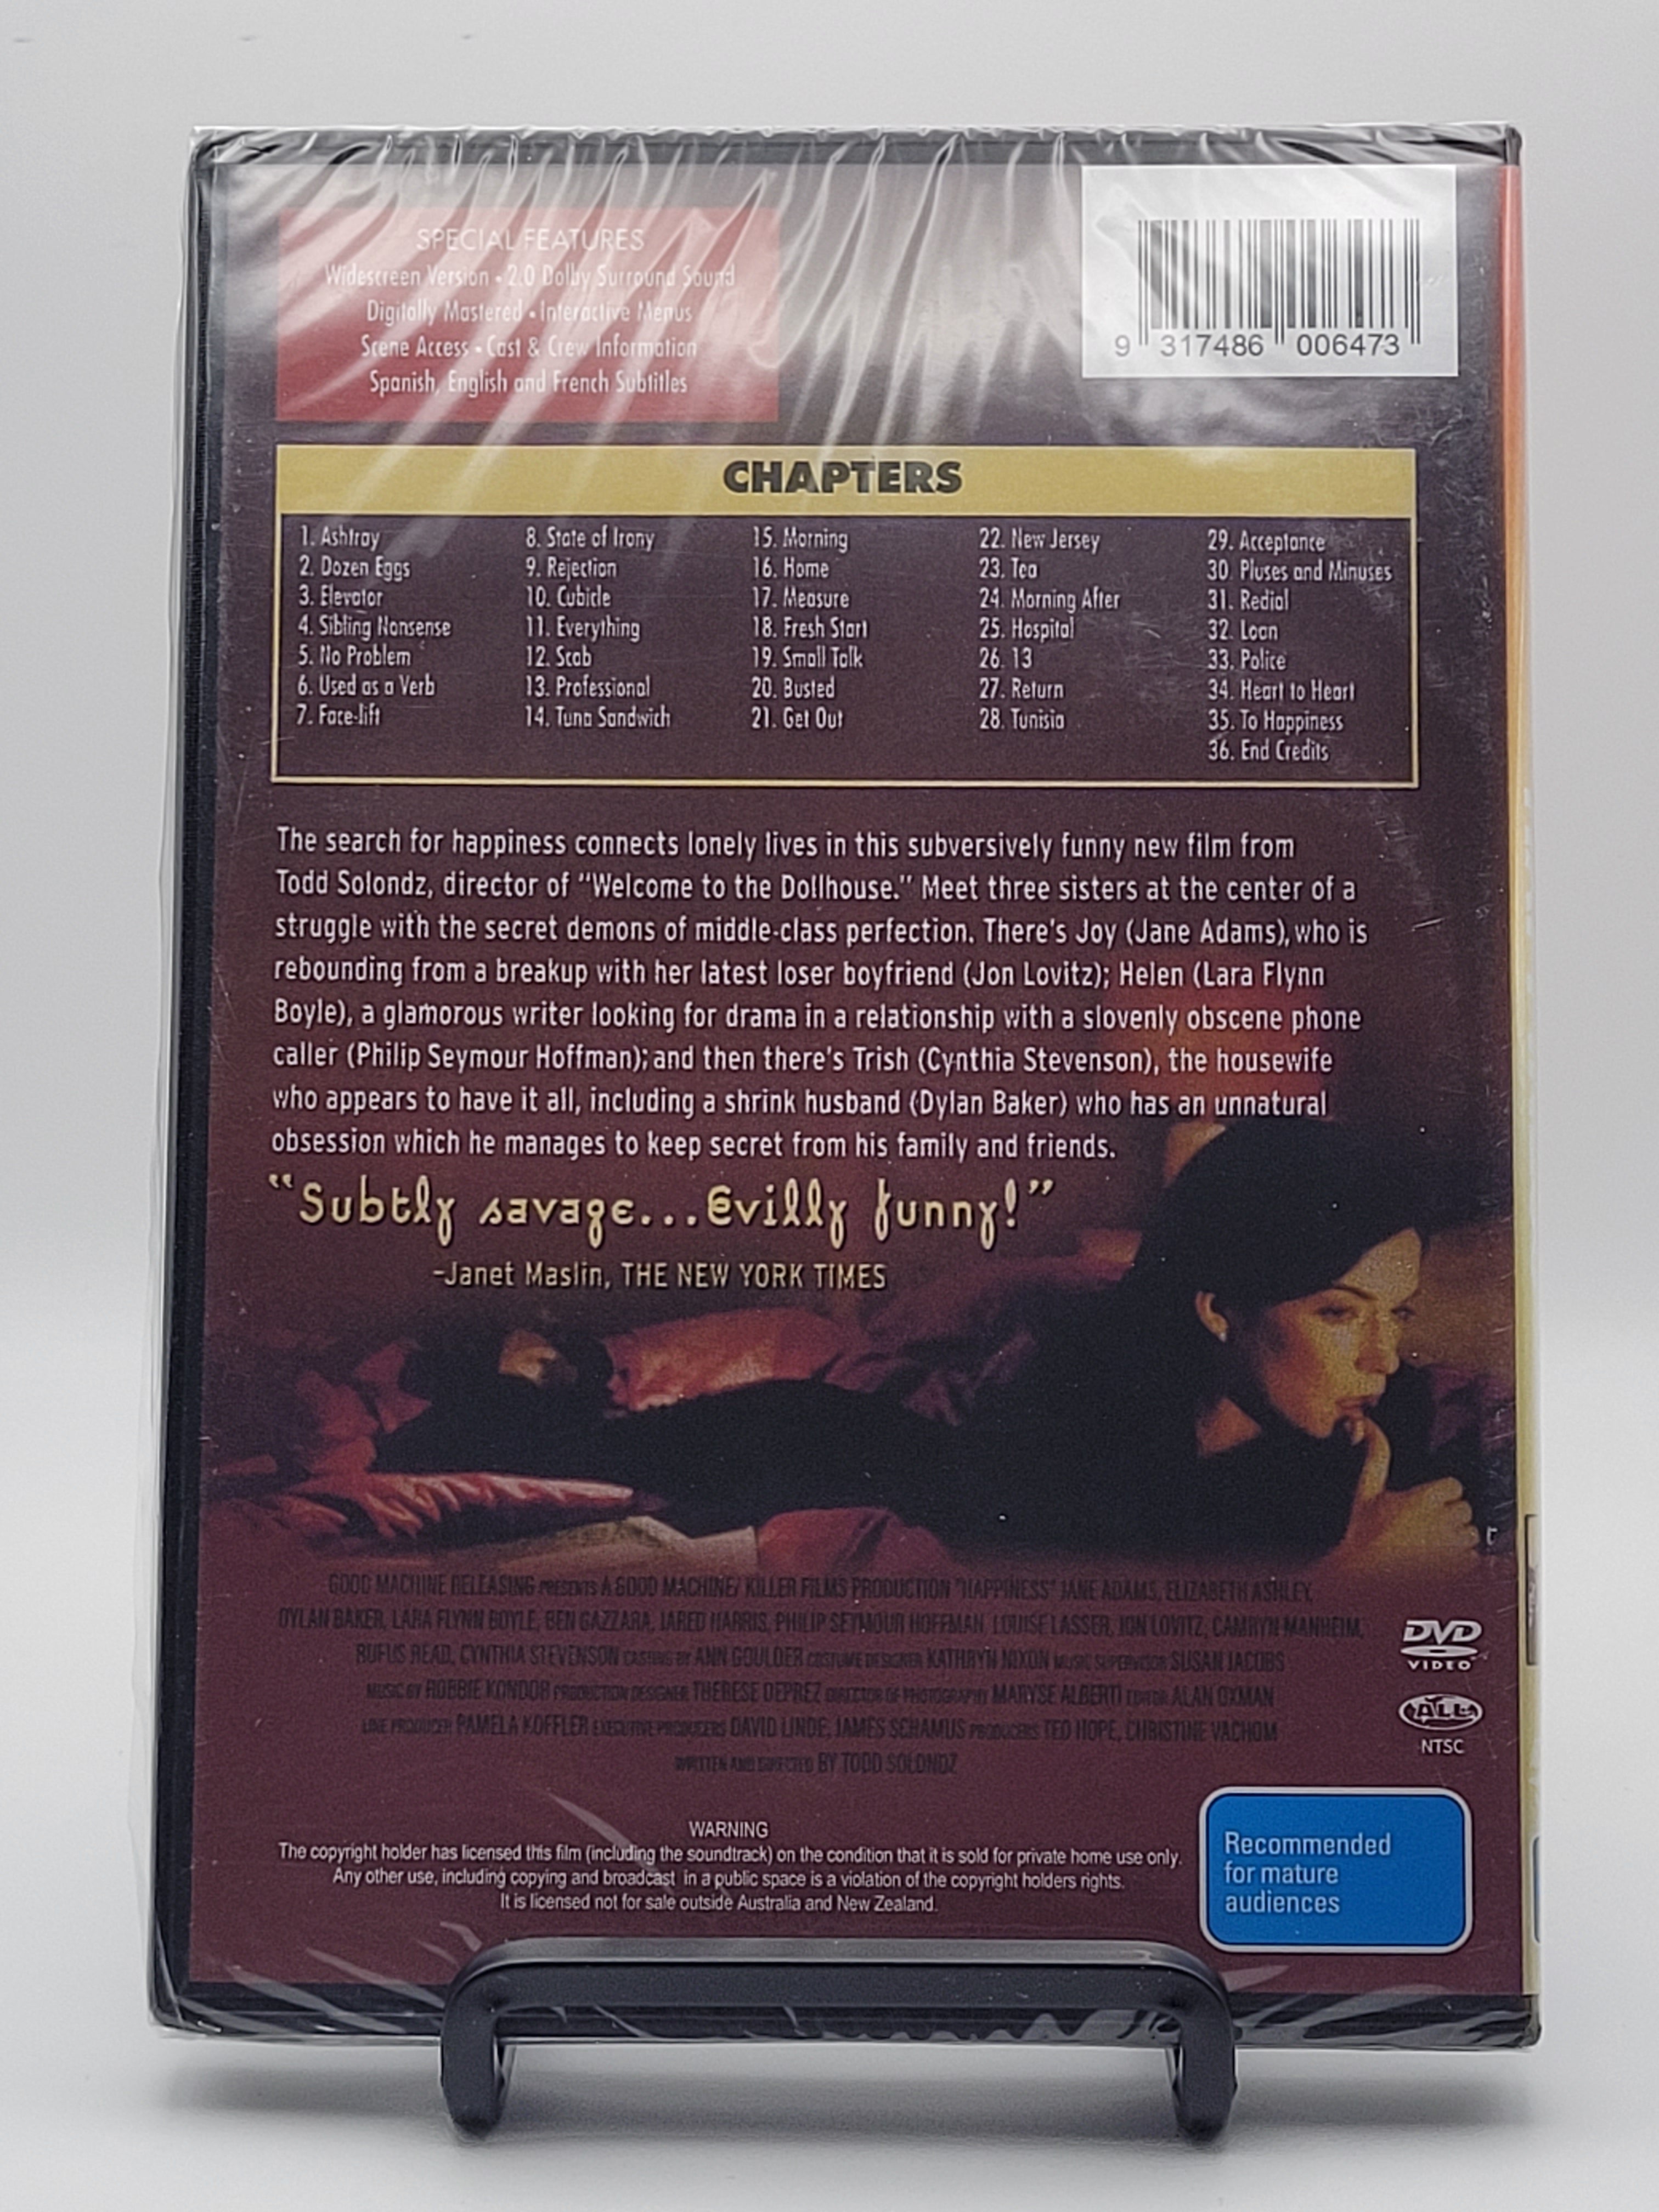 SPECIAL FEATURES
Widescreen Version • 2.0 Dolby Surround Sound
Digitally Mastered • Interactive Menus
Scene Access • Cast & Crew Information
Spanish, English and French Subtitles
9 317486 006473
CHAPTERS
1. Ashtray
2. Dozen Eggs
3. Elevator
4. Sibling Nonsense
5. No Problem
6. Used as a Verb
7. Face-lift
8. State of Irony
9. Rejection
10. Cubicle
11. Everything
12. Scab
13. Professional
14. Tuna Sandwich
15. Morning
16. Home
17. Measure
18. Fresh Start
19. Small Talk
20. Busted
21. Get Out
22. New Jersey
23. Tea
24. Morning After
25. Hospital
26. 13
27. Return
28. Tunisia
29. Acceptance
30. Pluses and Minuses
31. Redial
32. Loan
33. Police
34. Heart to Heart
35. To Happiness
36. End Credits
The search for happiness connects lonely lives in this subversively funny new film from
Todd Solondz, director of "Welcome to the Dollhouse." Meet three sisters at the center of a
struggle with the secret demons of middle-class perfection. There's Joy (Jane Adams), who is
rebounding from a breakup with her latest loser boyfriend (Jon Lovitz); Helen (Lara Flynn
Boyle), a glamorous writer looking for drama in a relationship with a slovenly obscene phone
caller (Philip Seymour Hoffman); and then there's Trish (Cynthia Stevenson), the housewife
who appears to have it all, including a shrink husband (Dylan Baker) who has an unnatural
obsession which he manages to keep secret from his family and friends.
"Subtly savage...Evilly funny!"
-Janet Maslin, THE NEW YORK TIMES
GOOD MACHINE RELEASING PRESENTS A GOOD MACHINE/ KILLER FILMS PRODUCTION "HAPPINESS" JANE ADAMS, ELIZABETH ASHLEY,
DYLAN BAKER, LARA FLYNN BOYLE, BEN GAZZARA, JARED HARRIS, PHILIP SEYMOUR HOFFMAN, LOUISE LASSER, JON LOVITZ, CAMRYN MANHEIM,
RUFUS READ, CYNTHIA STEVENSON CASTING BY ANN GOULDER COSTUME DESIGNER KATHRYN NIXON MUSIC SUPERVISOR SUSAN JACOBS
MUSIC BY ROBBIE KONDOR PRODUCTION DESIGNER THERESE DEPREZ DIRECTOR OF PHOTOGRAPHY MARYSE ALBERTI EDITOR ALAN OXMAN
LINE PRODUCER PAMELA KOFFLER EXECUTIVE PRODUCERS DAVID LINDE, JAMES SCHAMUS PRODUCERS TED HOPE, CHRISTINE VACHOM
WRITTEN AND DIRECTED BY TODD SOLONDZ
DVD
VIDEO
ALL
NTSC
WARNING
The copyright holder has licensed this film (including the soundtrack) on the condition that it is sold for private home use only.
Any other use, including copying and broadcast in a public space is a violation of the copyright holders rights.
It is licensed not for sale outside Australia and New Zealand.
Recommended
for mature
audiences